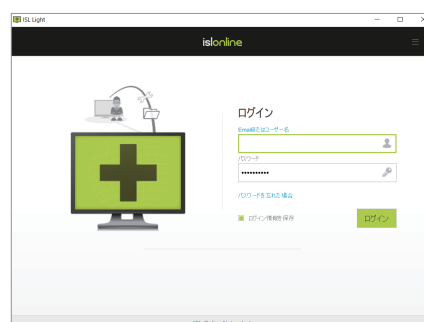 ISL Light
islonline
ログイン
Emailまたはユーザー名
パスワード
••••••••••
パスワードを忘れた場合
ログイン情報を保存
ログイン